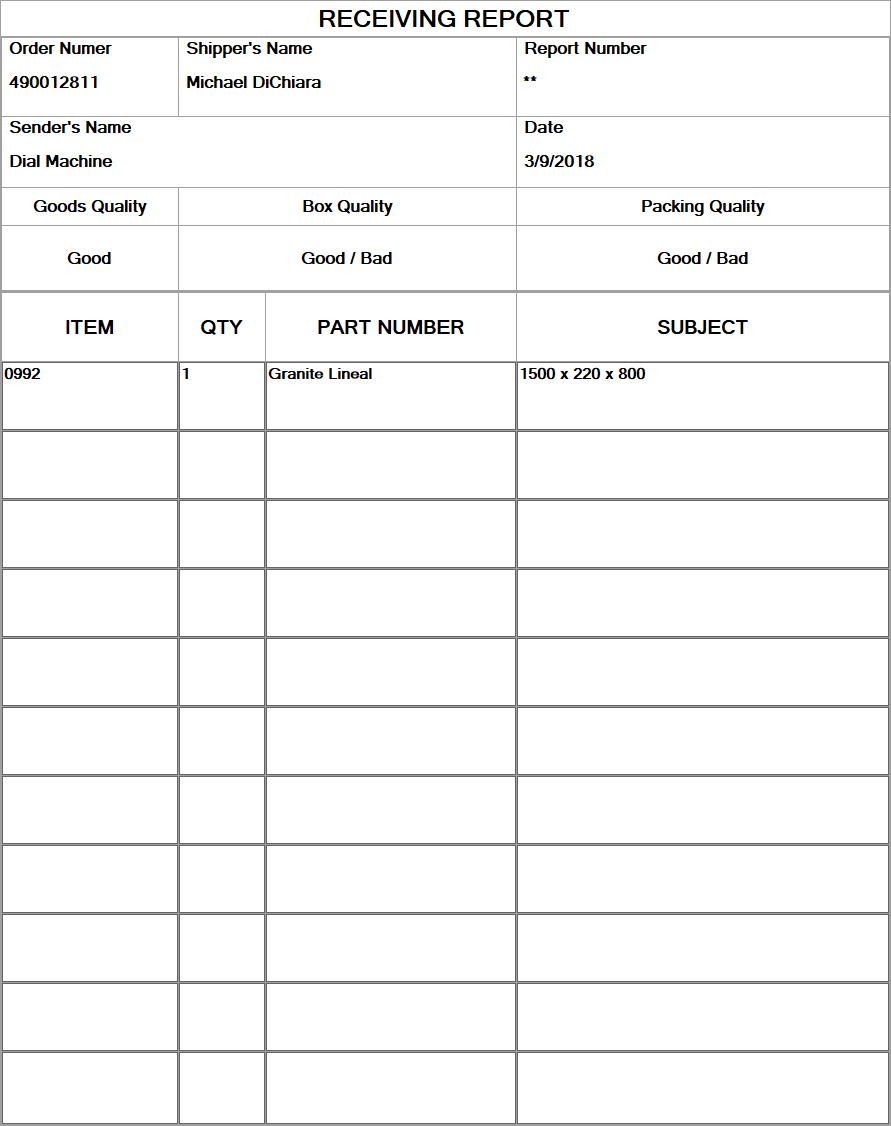 RECEIVING REPORT
Order Numer
490012811
Shipper's Name
Michael DiChiara
Report Number
**
Sender's Name
Dial Machine
Date
3/9/2018
Goods Quality
Box Quality
Packing Quality
Good
Good / Bad
Good / Bad
ITEM
QTY
PART NUMBER
SUBJECT
0992
1
Granite Lineal
1500 x 220 x 800